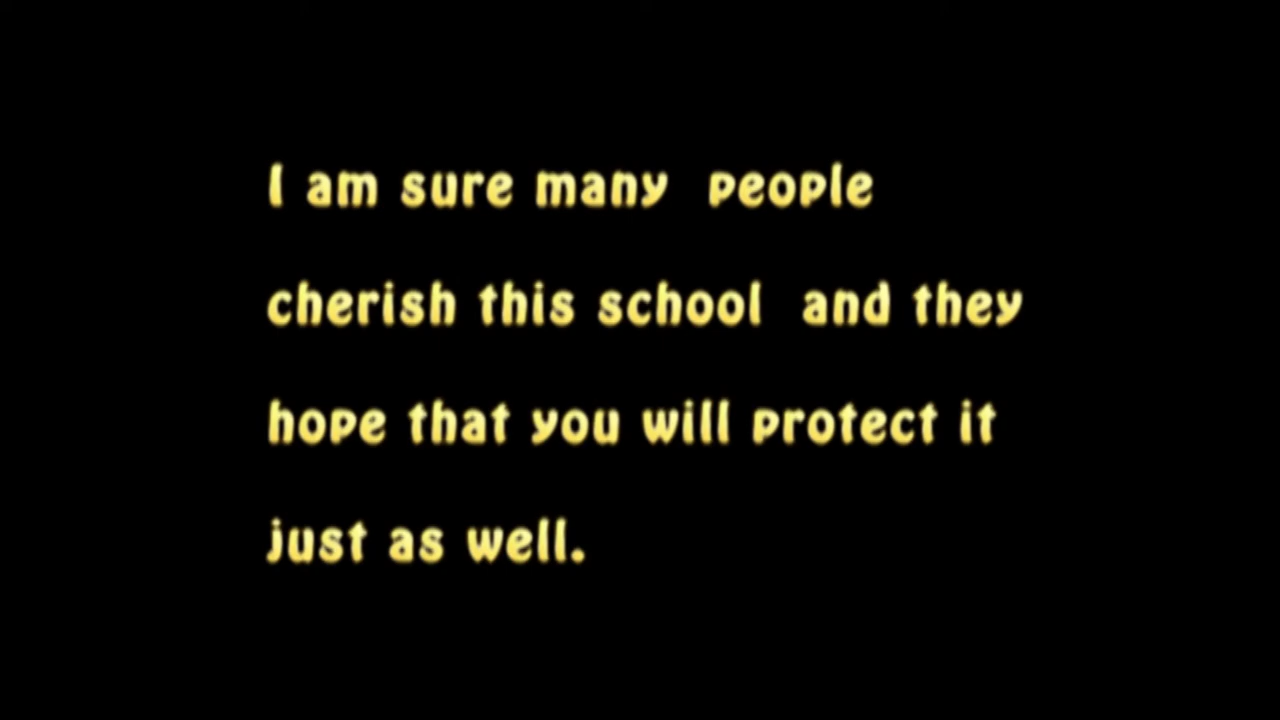 I am sure many people
cherish this school and they
hope that you will protect it
just as well.